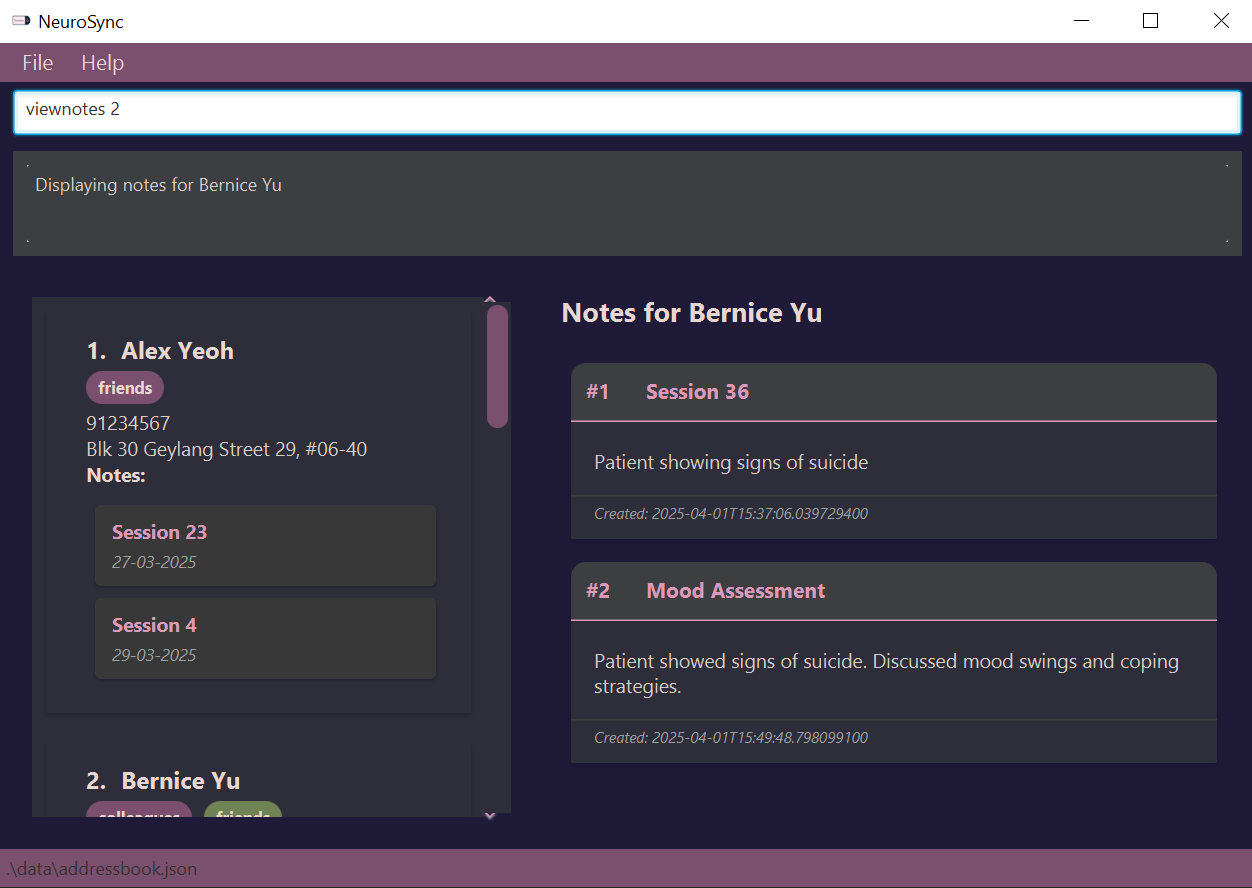 NeuroSync
File Help
viewnotes 2
Displaying notes for Bernice Yu
1. Alex Yeoh
friends
91234567
Blk 30 Geylang Street 29, #06-40
Notes:
Session 23
27-03-2025
Session 4
29-03-2025
2. Bernice Yu
colleagues friends
Notes for Bernice Yu
#1 Session 36
Patient showing signs of suicide
Created: 2025-04-01T15:37:06.039729400
#2 Mood Assessment
Patient showed signs of suicide. Discussed mood swings and coping
strategies.
Created: 2025-04-01T15:49:48.798099100
.\data\addressbook.json